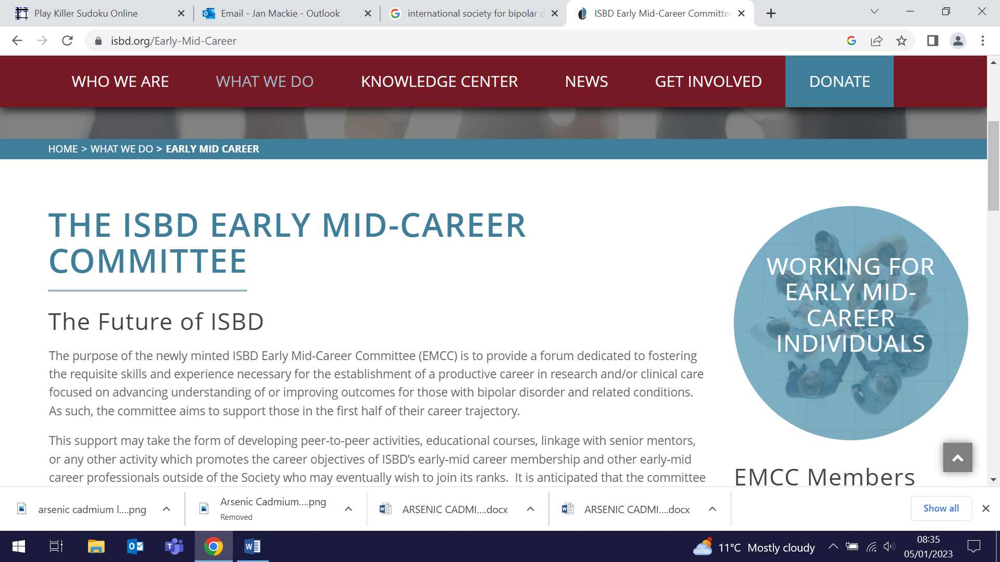 Play Killer Sudoku Online
Email - Jan Mackie - Outlook
international society for bipolar d
ISBD Early Mid-Career Committee
isbd.org/Early-Mid-Career
WHO WE ARE
WHAT WE DO
KNOWLEDGE CENTER
NEWS
GET INVOLVED
DONATE
HOME > WHAT WE DO > EARLY MID CAREER
THE ISBD EARLY MID-CAREER
COMMITTEE
The Future of ISBD
The purpose of the newly minted ISBD Early Mid-Career Committee (EMCC) is to provide a forum dedicated to fostering
the requisite skills and experience necessary for the establishment of a productive career in research and/or clinical care
focused on advancing understanding of or improving outcomes for those with bipolar disorder and related conditions.
As such, the committee aims to support those in the first half of their career trajectory.
This support may take the form of developing peer-to-peer activities, educational courses, linkage with senior mentors,
or any other activity which promotes the career objectives of ISBD’s early-mid career membership and other early-mid
career professionals outside of the Society who may eventually wish to join its ranks.  It is anticipated that the committee
WORKING FOR
EARLY MID-
CAREER
INDIVIDUALS
EMCC Members
arsenic cadmium l....png
Arsenic Cadmium....png
Removed
ARSENIC CADMI....docx
ARSENIC CADMI....docx
Show all
11°C Mostly cloudy
08:35
05/01/2023